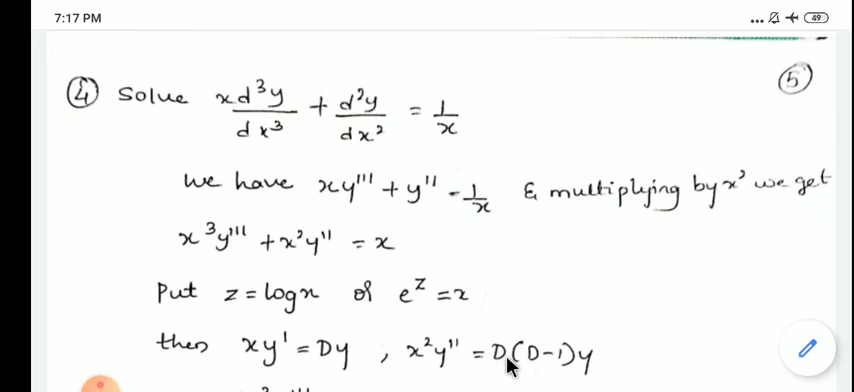 7:17 PM ... 49
④ Solve x d³y/dx³ + d²y/dx² = 1/x ⑤
We have xy''' + y'' - 1/x & multiplying by x² we get
x³y''' + x²y'' = x
Put z = logx or e^z = x
then xy' = Dy , x²y'' = D(D-1)y